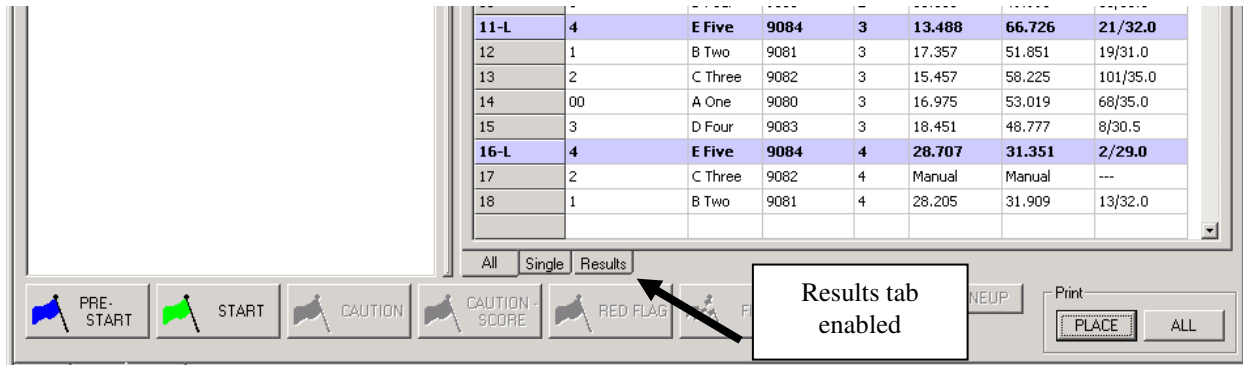 11-L 4 E Five 9084 3 13.488 66.726 21/32.0
12 1 B Two 9081 3 17.357 51.851 19/31.0
13 2 C Three 9082 3 15.457 58.225 101/35.0
14 00 A One 9080 3 16.975 53.019 68/35.0
15 3 D Four 9083 3 18.451 48.777 8/30.5
16-L 4 E Five 9084 4 28.707 31.351 2/29.0
17 2 C Three 9082 4 Manual Manual ---
18 1 B Two 9081 4 28.205 31.909 13/32.0
All Single Results
PRE-
START
START
CAUTION
CAUTION -
SCORE
RED FLAG
Results tab
enabled
Print
PLACE ALL